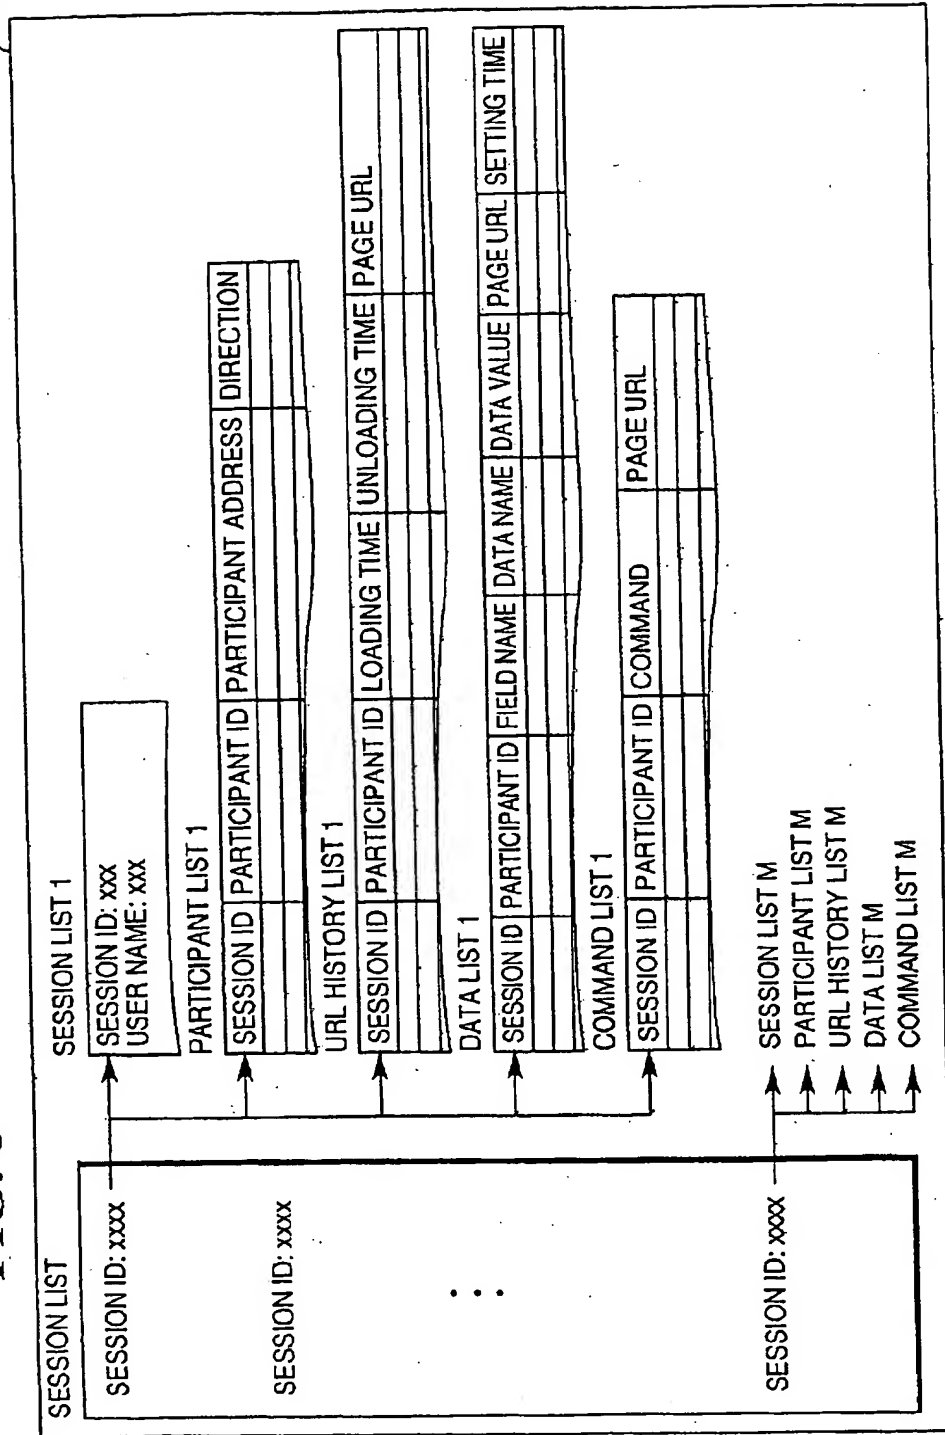 SESSION LIST
SESSION ID: xxxx
SESSION ID: xxxx
SESSION ID: xxxx
SESSION LIST 1
SESSION ID: xxx
USER NAME: xxx
PARTICIPANT LIST 1
SESSION ID PARTICIPANT ID PARTICIPANT ADDRESS DIRECTION
URL HISTORY LIST 1
SESSION ID PARTICIPANT ID LOADING TIME UNLOADING TIME PAGE URL
DATA LIST 1
SESSION ID PARTICIPANT ID FIELD NAME DATA NAME DATA VALUE PAGE URL SETTING TIME
COMMAND LIST 1
SESSION ID PARTICIPANT ID COMMAND PAGE URL
SESSION LIST M
PARTICIPANT LIST M
URL HISTORY LIST M
DATA LIST M
COMMAND LIST M